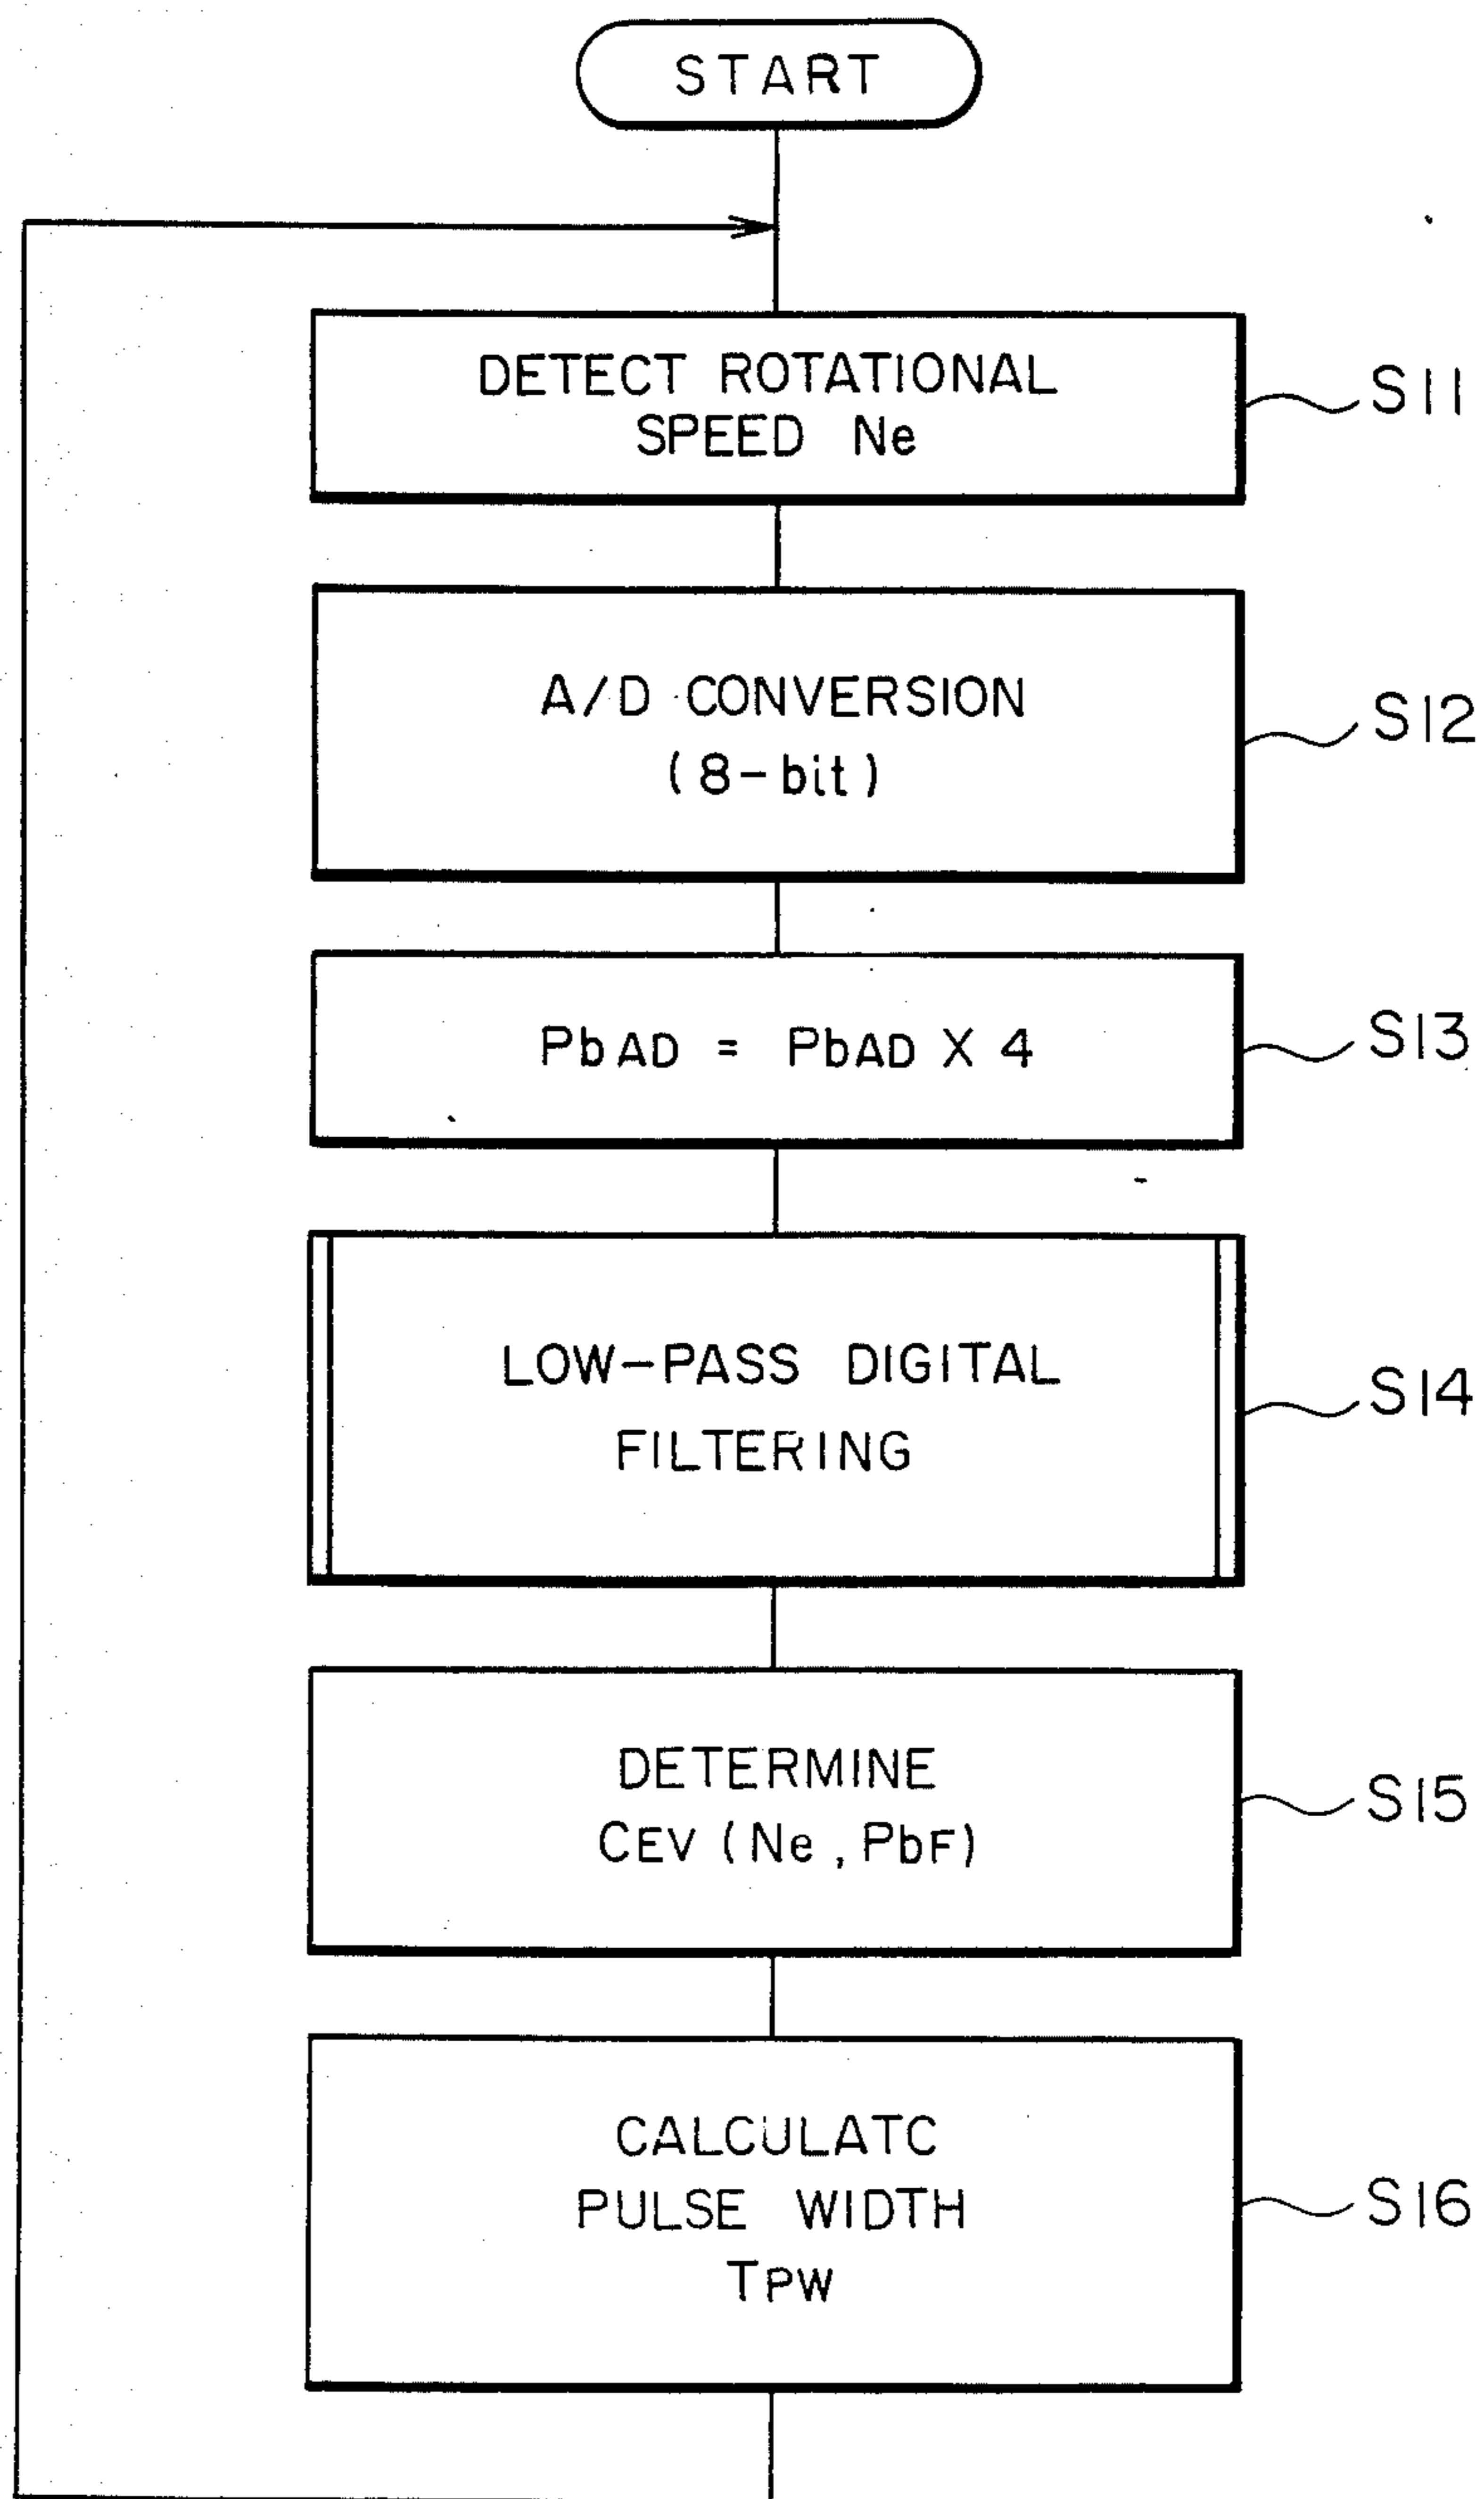 START
DETECT ROTATIONAL
SPEED Ne
S11
A/D CONVERSION
(8-bit)
S12
PbAD = PbAD X 4
S13
LOW-PASS DIGITAL
FILTERING
S14
DETERMINE
CEV (Ne, PbF)
S15
CALCULATC
PULSE WIDTH
TPW
S16